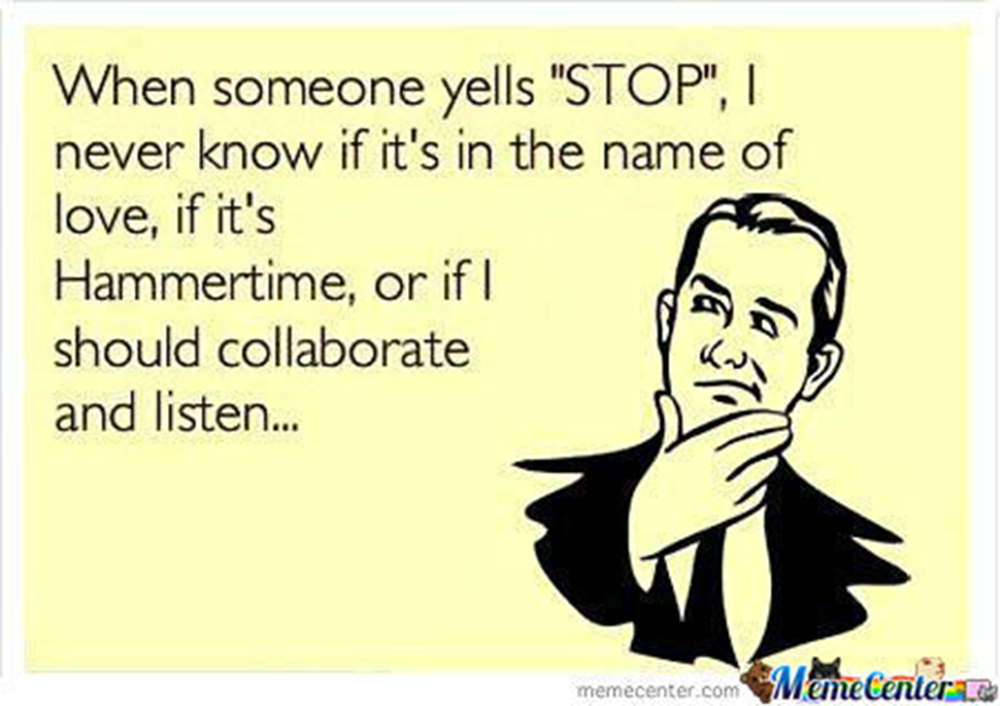 When someone yells "STOP", I
never know if it's in the name of
love, if it's
Hammertime, or if I
should collaborate
and listen...
memecenter.com MemeCenter